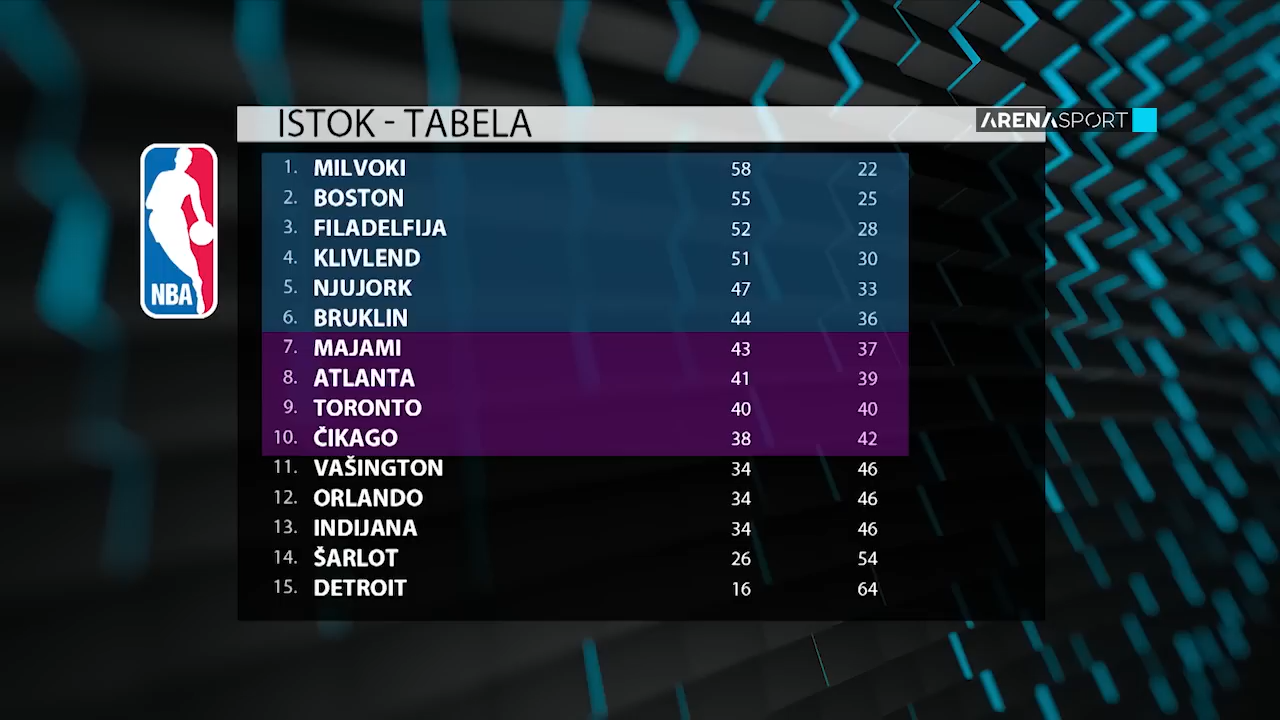 ISTOK - TABELA
ARENASPORT
NBA
1. MILVOKI 58 22
2. BOSTON 55 25
3. FILADELFIJA 52 28
4. KLIVLEND 51 30
5. NJUJORK 47 33
6. BRUKLIN 44 36
7. MAJAMI 43 37
8. ATLANTA 41 39
9. TORONTO 40 40
10. ČIKAGO 38 42
11. VAŠINGTON 34 46
12. ORLANDO 34 46
13. INDIJANA 34 46
14. ŠARLOT 26 54
15. DETROIT 16 64